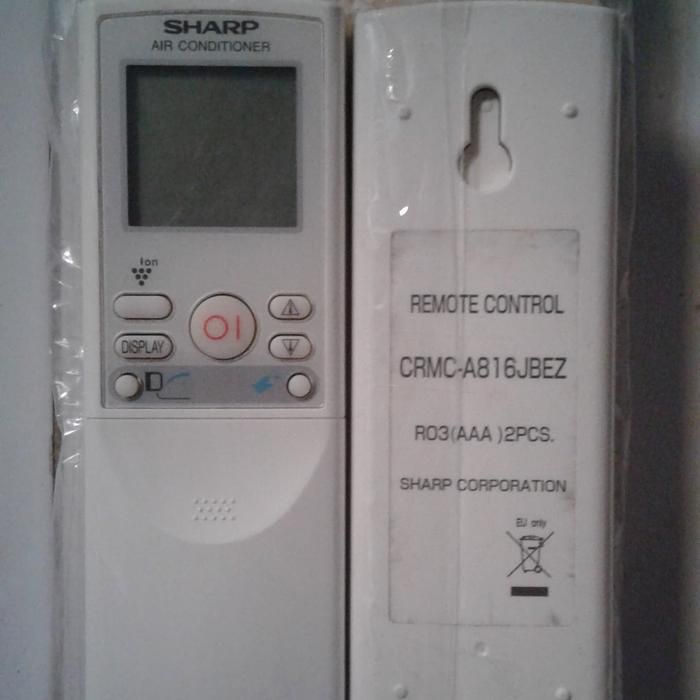 SHARP
AIR CONDITIONER
Ion
DISPLAY
REMOTE CONTROL
CRMC-A816JBEZ
R03(AAA )2PCS.
SHARP CORPORATION
EU only